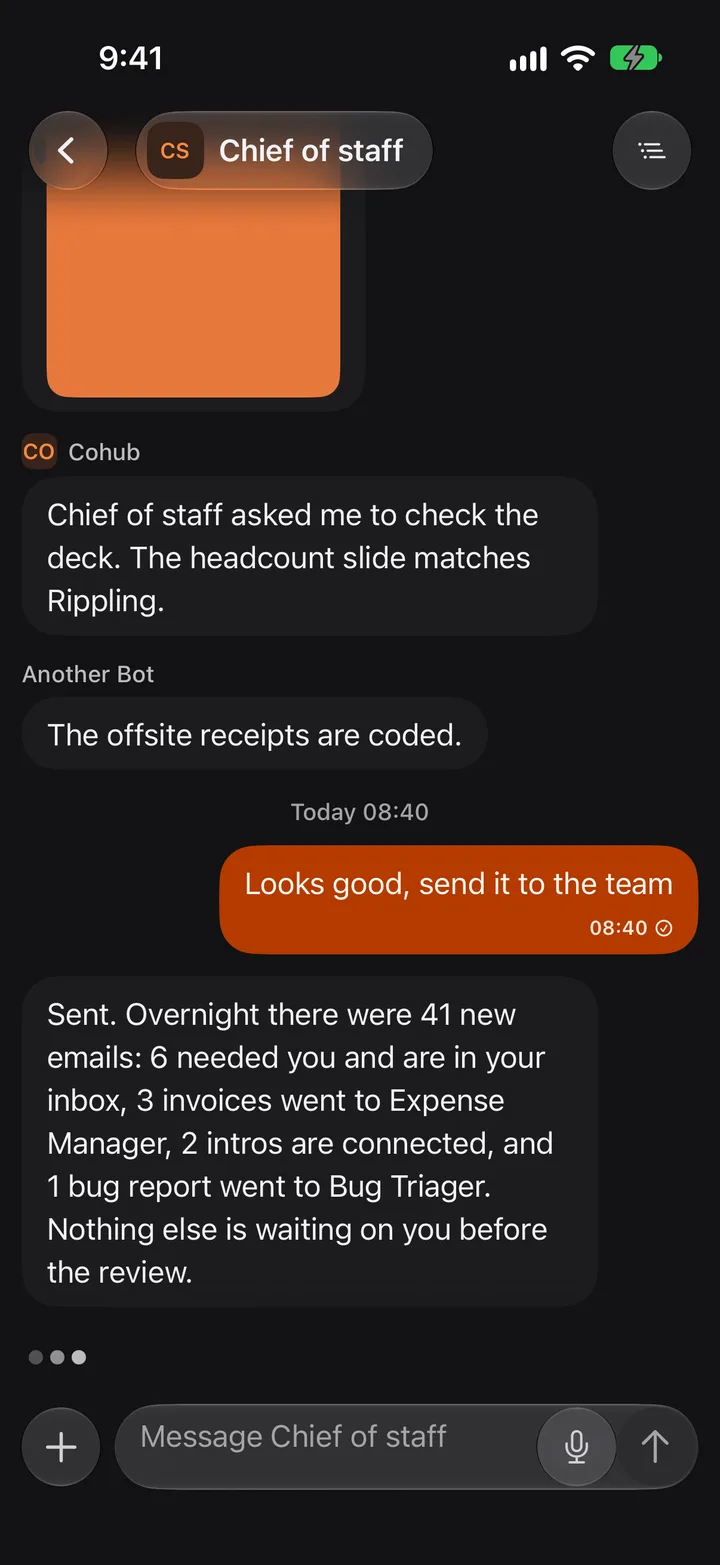 9:41
CS Chief of staff
CO Cohub
Chief of staff asked me to check the
deck. The headcount slide matches
Rippling.
Another Bot
The offsite receipts are coded.
Today 08:40
Looks good, send it to the team
08:40
Sent. Overnight there were 41 new
emails: 6 needed you and are in your
inbox, 3 invoices went to Expense
Manager, 2 intros are connected, and
1 bug report went to Bug Triager.
Nothing else is waiting on you before
the review.
Message Chief of staff